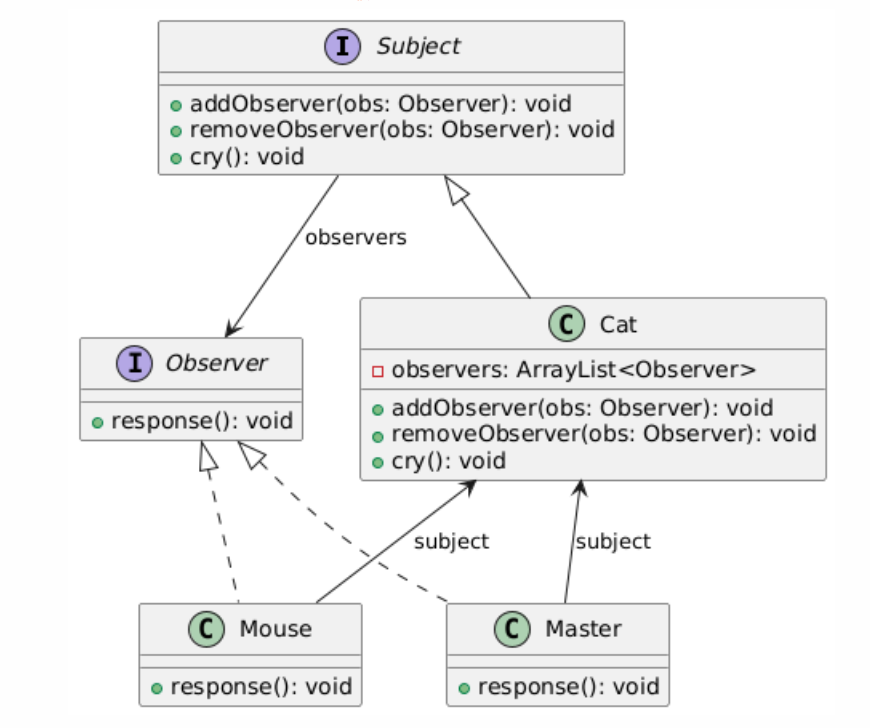 I Subject
addObserver(obs: Observer): void
removeObserver(obs: Observer): void
cry(): void
observers
I Observer
response(): void
C Cat
observers: ArrayList<Observer>
addObserver(obs: Observer): void
removeObserver(obs: Observer): void
cry(): void
subject
subject
C Mouse
response(): void
C Master
response(): void